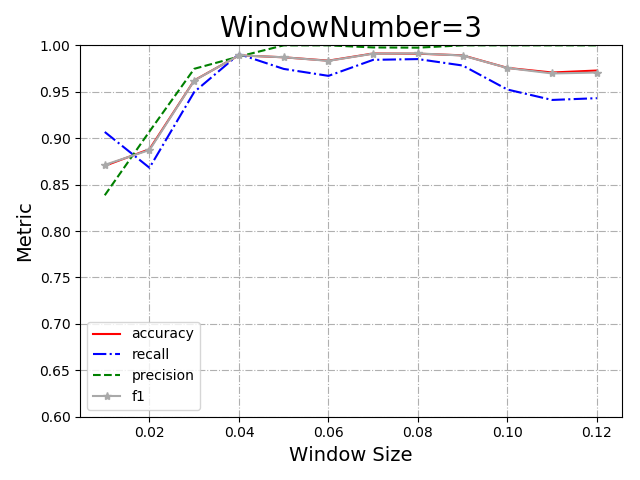 WindowNumber=3
1.00
0.95
0.90
0.85
0.80
0.75
0.70
0.65
0.60
Metric
accuracy
recall
precision
f1
0.02 0.04 0.06 0.08 0.10 0.12
Window Size